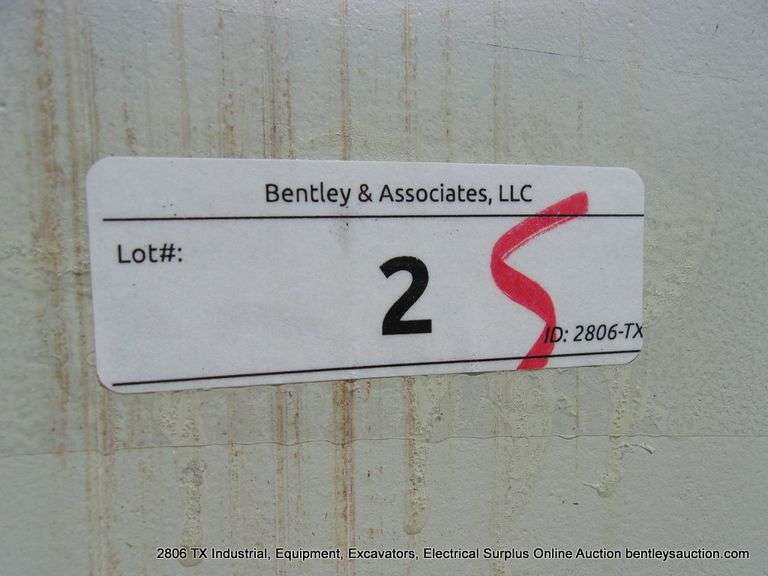 Bentley & Associates, LLC
Lot#:
2 S
ID: 2806-TX
2806 TX Industrial, Equipment, Excavators, Electrical Surplus Online Auction bentleysauction.com